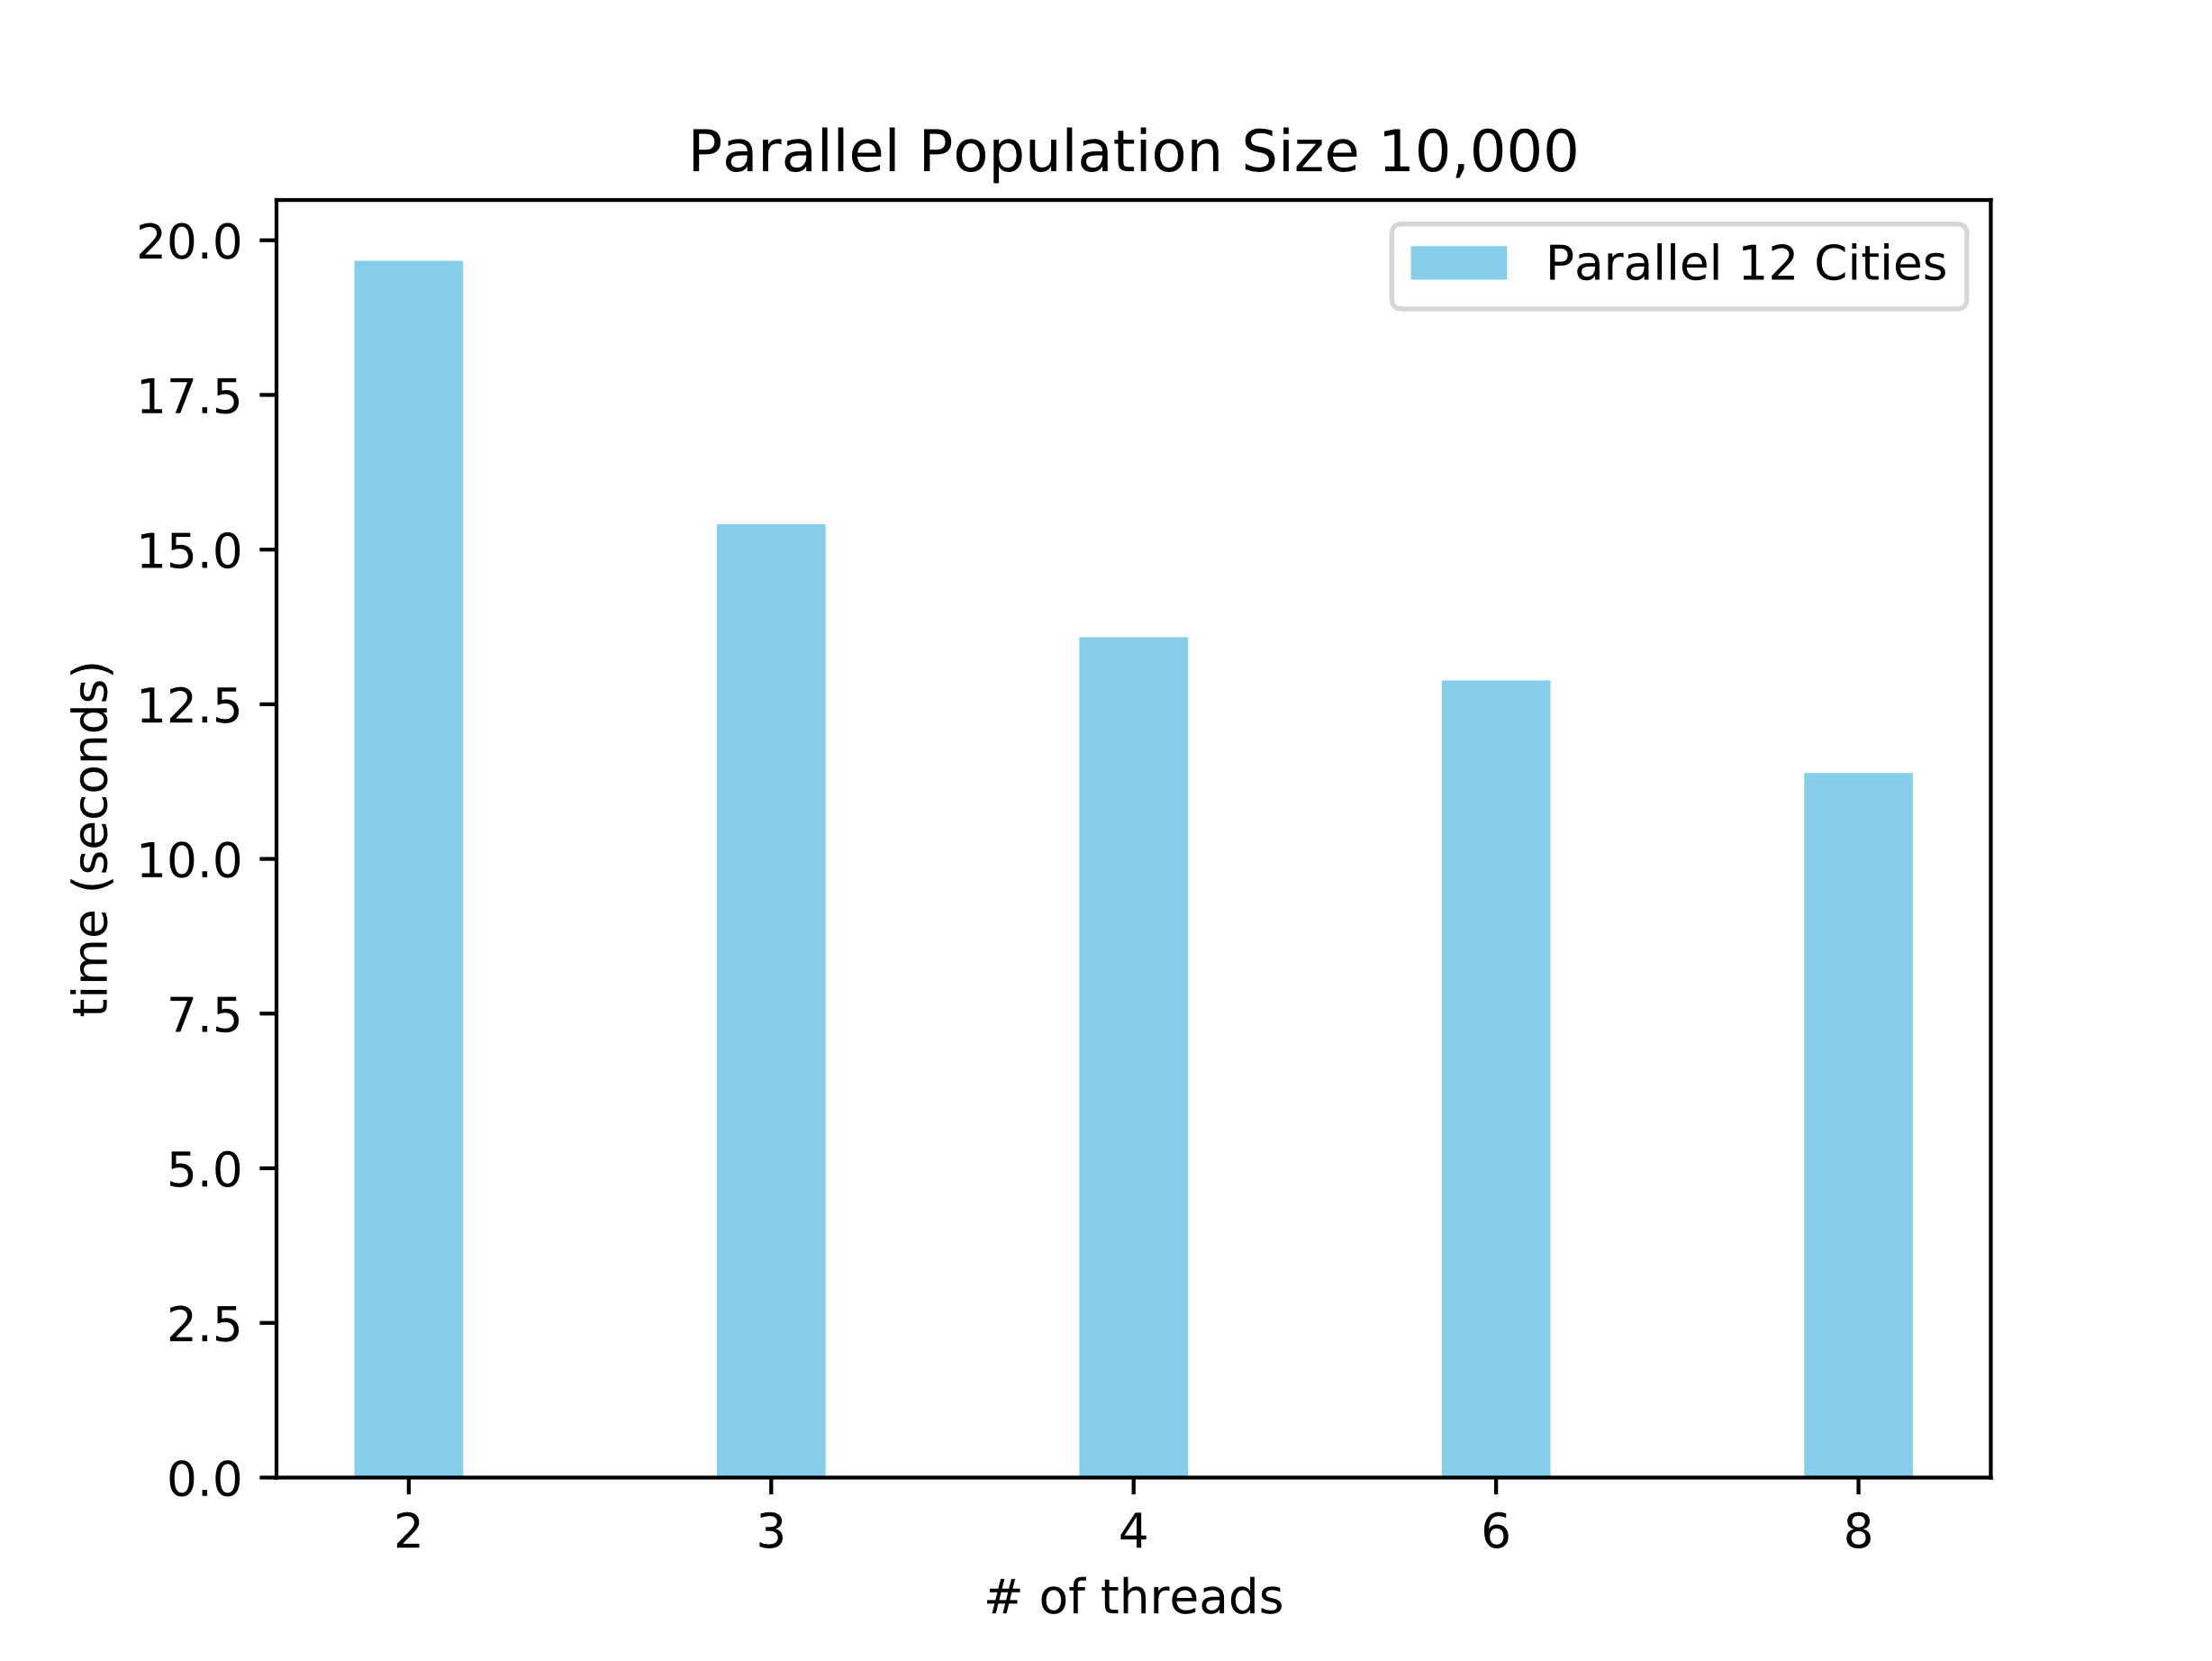 Parallel Population Size 10,000
Parallel 12 Cities
20.0
17.5
15.0
12.5
10.0
7.5
5.0
2.5
0.0
time (seconds)
2 3 4 6 8
# of threads